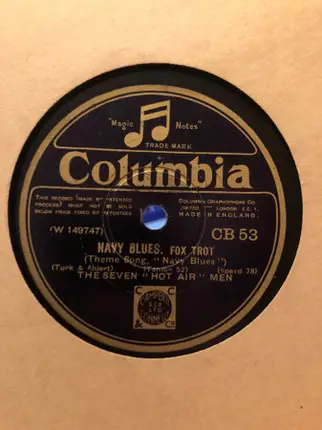 "Magic Notes"
TRADE MARK
Columbia
THIS RECORD (MADE BY PATENTED
PROCESS) MUST NOT BE SOLD
BELOW PRICE FIXED BY PATENTEES
COLUMBIA GRAPHOPHONE CO.
LIMITED LONDON. E.C.1.
MADE IN ENGLAND.
(W 149747)
CB 53
NAVY BLUES, FOX TROT
(Theme Song, "Navy Blues")
(Turk & Ahlert) 52) (Speed 78)
THE SEVEN "HOT AIR" MEN
C C
& Co